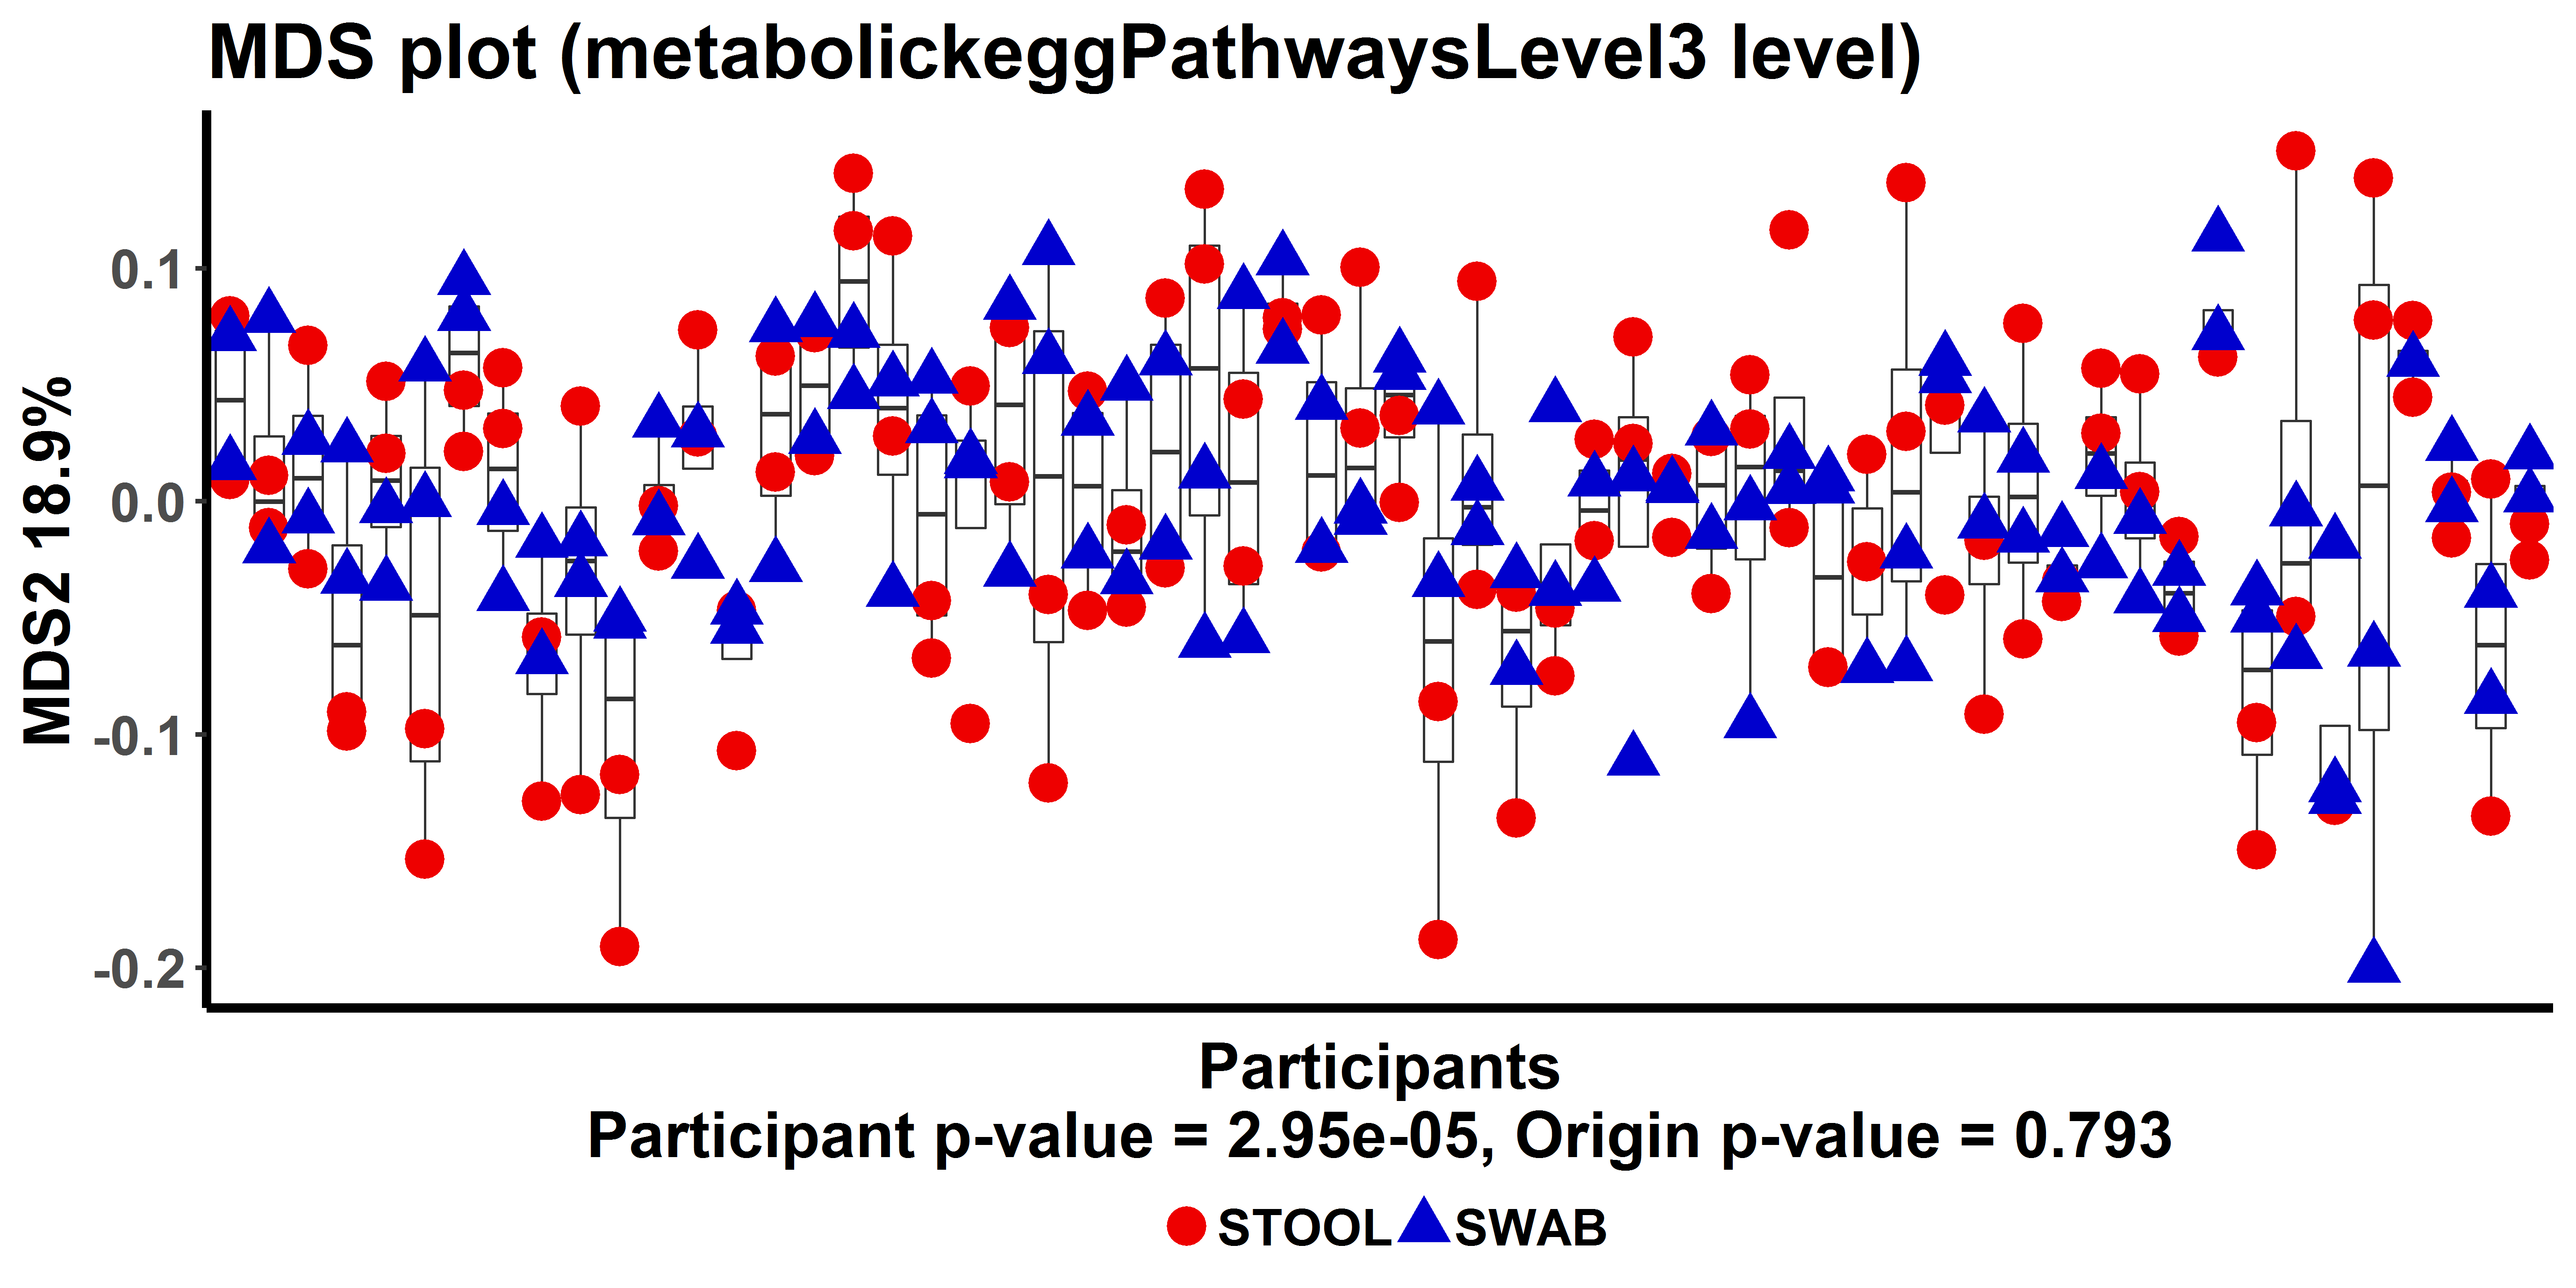 MDS plot (metabolickeggPathwaysLevel3 level)
MDS2 18.9%
0.1
0.0
-0.1
-0.2
Participants
Participant p-value = 2.95e-05, Origin p-value = 0.793
STOOL SWAB